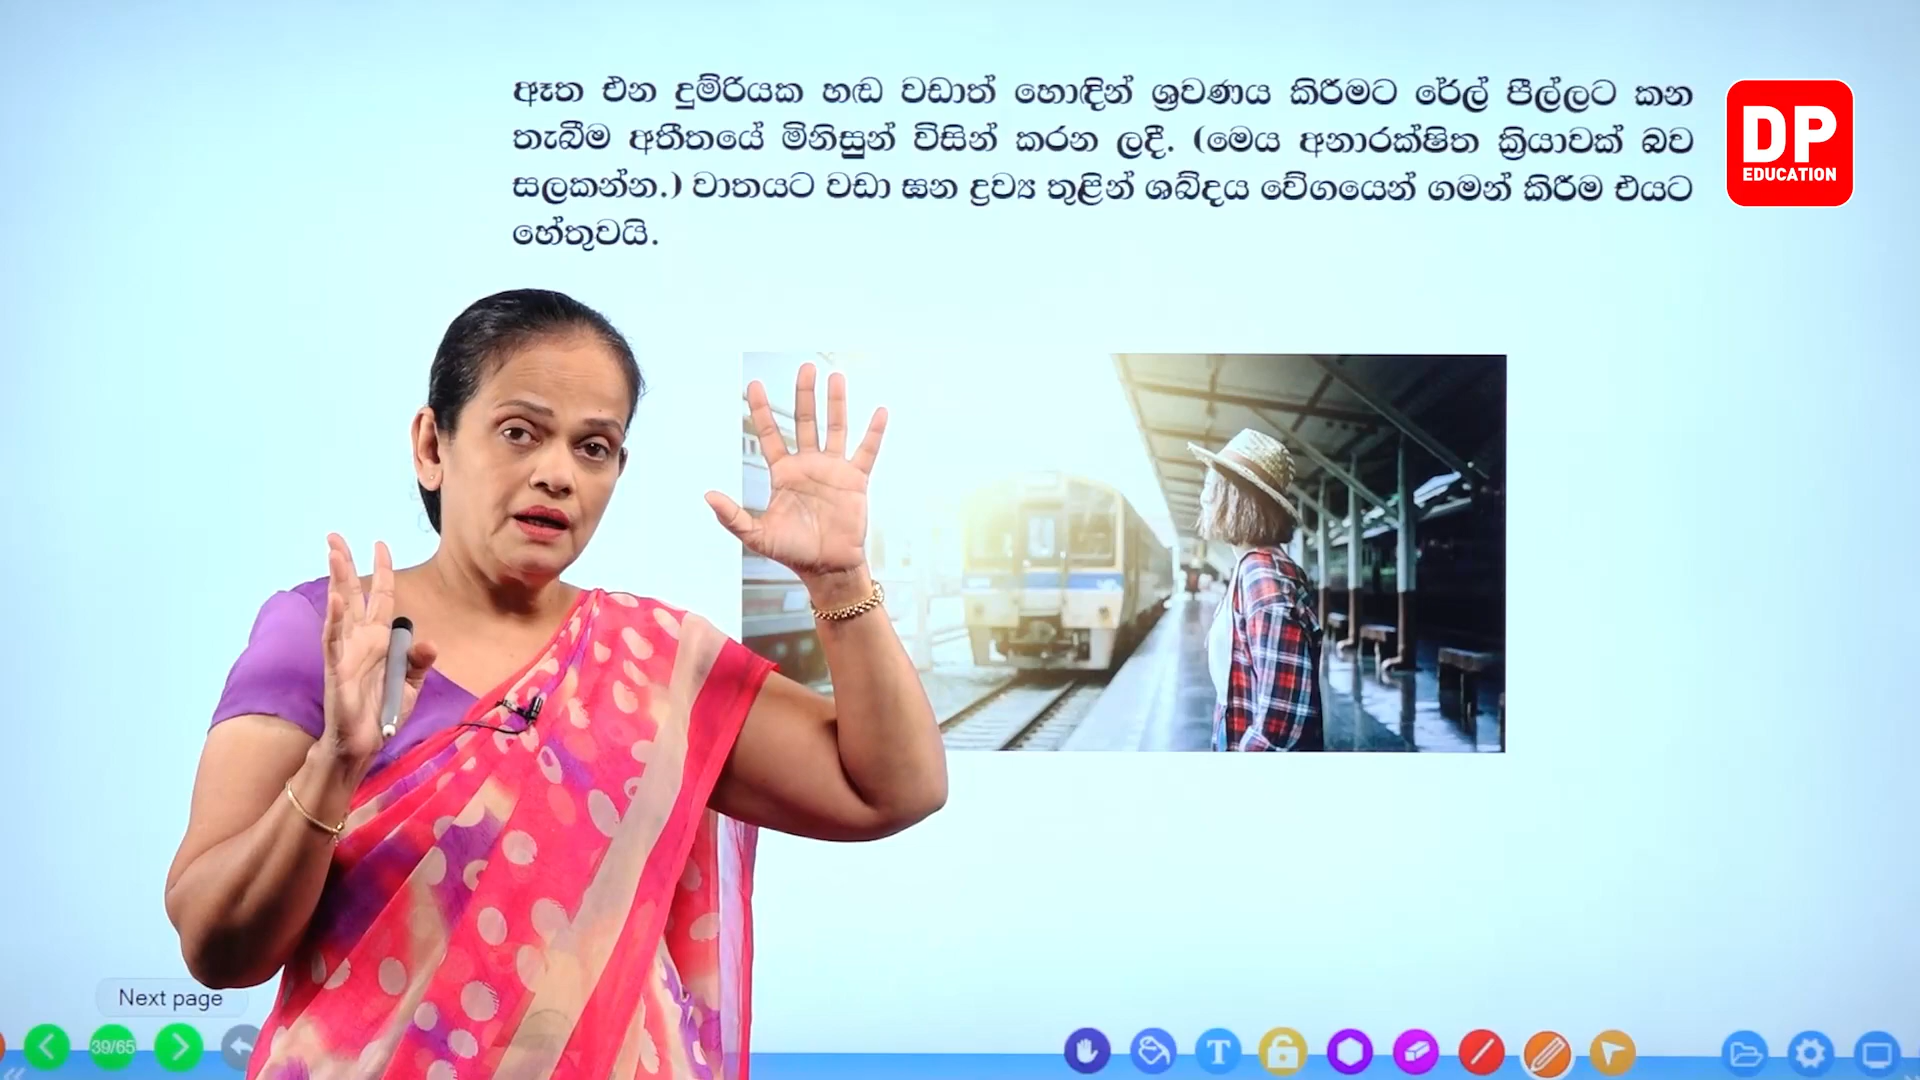 ඈත එන දුම්රියක හඬ වඩාත් හොඳින් ශ්‍රවණය කිරීමට රේල් පීල්ලට කන
තැබීම අතීතයේ මිනිසුන් විසින් කරන ලදී. (මෙය අනාරක්ෂිත ක්‍රියාවක් බව
සලකන්න.) වාතයට වඩා ඝන ද්‍රව්‍ය තුළින් ශබ්දය වේගයෙන් ගමන් කිරීම එයට
හේතුවයි.
DP
EDUCATION
Next page
39/65
T